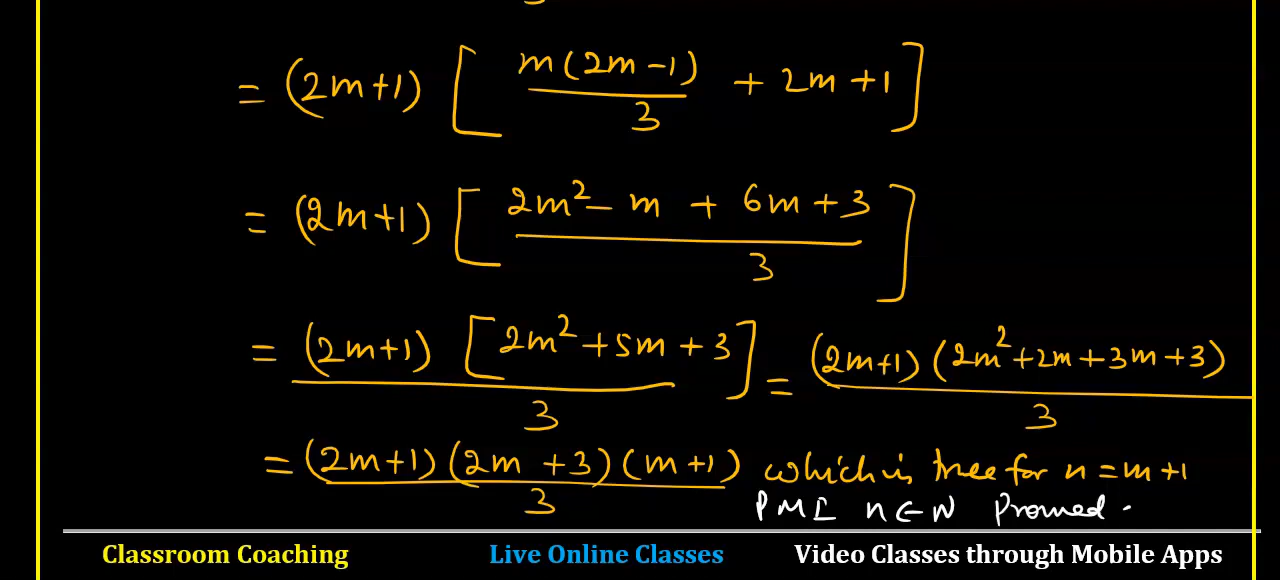 = (2m+1) [ m(2m-1)/3 + 2m+1 ]
= (2m+1) [ 2m² - m + 6m + 3 / 3 ]
= (2m+1) [2m² + 5m + 3] / 3 = (2m+1) (2m² + 2m + 3m + 3) / 3
= (2m+1) (2m+3) (m+1) / 3 which is true for n = m+1
PMI n∈N Proved.
Classroom Coaching Live Online Classes Video Classes through Mobile Apps